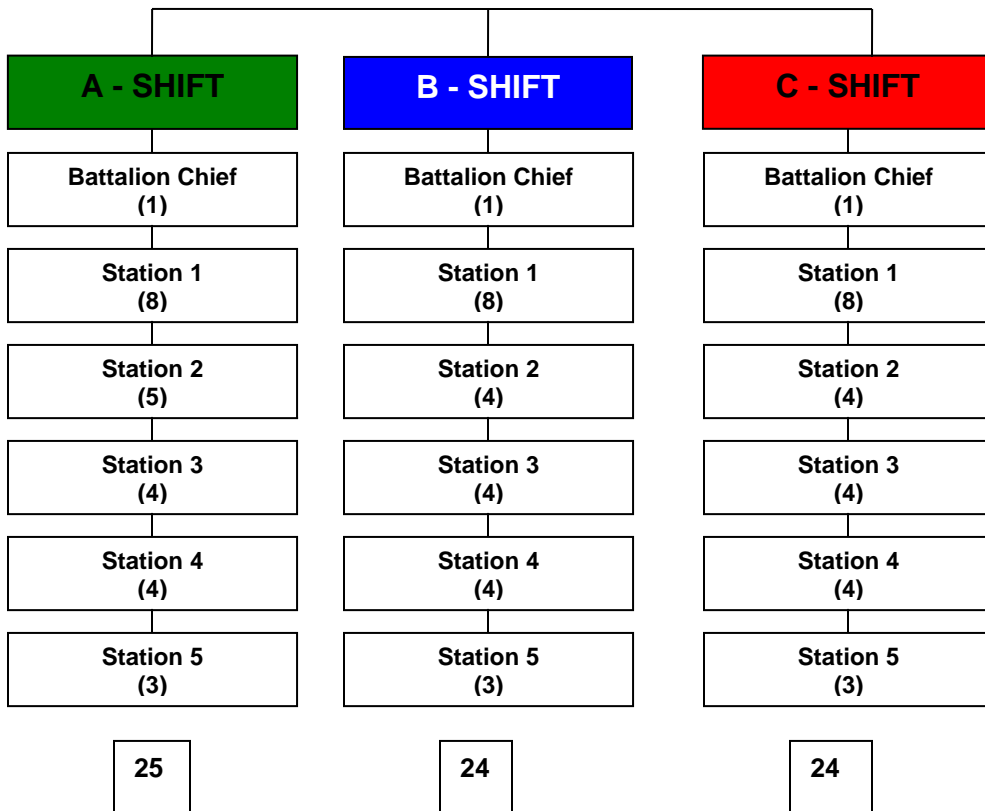 A - SHIFT
Battalion Chief
(1)
Station 1
(8)
Station 2
(5)
Station 3
(4)
Station 4
(4)
Station 5
(3)
25
B - SHIFT
Battalion Chief
(1)
Station 1
(8)
Station 2
(4)
Station 3
(4)
Station 4
(4)
Station 5
(3)
24
C - SHIFT
Battalion Chief
(1)
Station 1
(8)
Station 2
(4)
Station 3
(4)
Station 4
(4)
Station 5
(3)
24